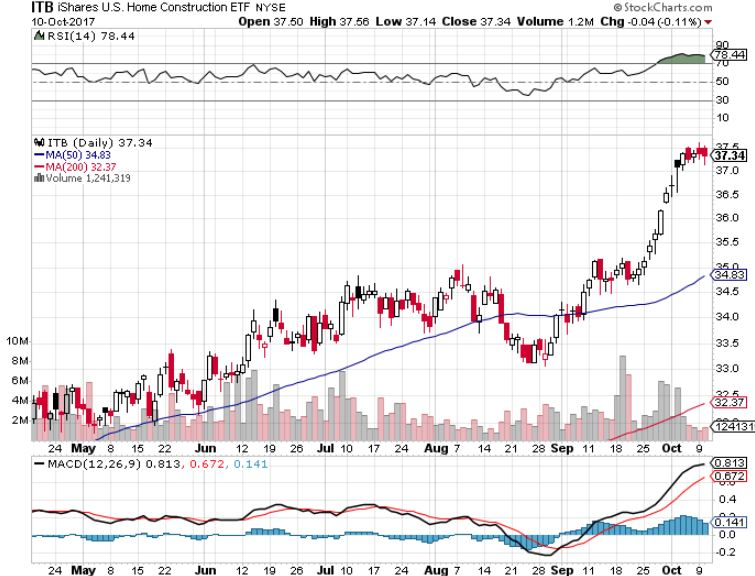 ITB iShares U.S. Home Construction ETF NYSE © StockCharts.com
10-Oct-2017 Open 37.50 High 37.56 Low 37.14 Close 37.34 Volume 1.2M Chg -0.04 (-0.11%)
RSI(14) 78.44
90
78.44
70
50
30
10
ITB (Daily) 37.34
MA(50) 34.83
MA(200) 32.37
Volume 1,241,319
37.5
37.34
37.0
36.5
36.0
35.5
35.0
34.83
34.5
34.0
33.5
33.0
32.5
32.37
1241319
10M
8M
6M
4M
2M
24 May 8 15 22 Jun 12 19 26 Jul 10 17 24 Aug 7 14 21 28 Sep 11 18 25 Oct 9
MACD(12,26,9) 0.813, 0.672, 0.141
0.813
0.672
0.4
0.141
0.0
-0.2
24 May 8 15 22 Jun 12 19 26 Jul 10 17 24 Aug 7 14 21 28 Sep 11 18 25 Oct 9